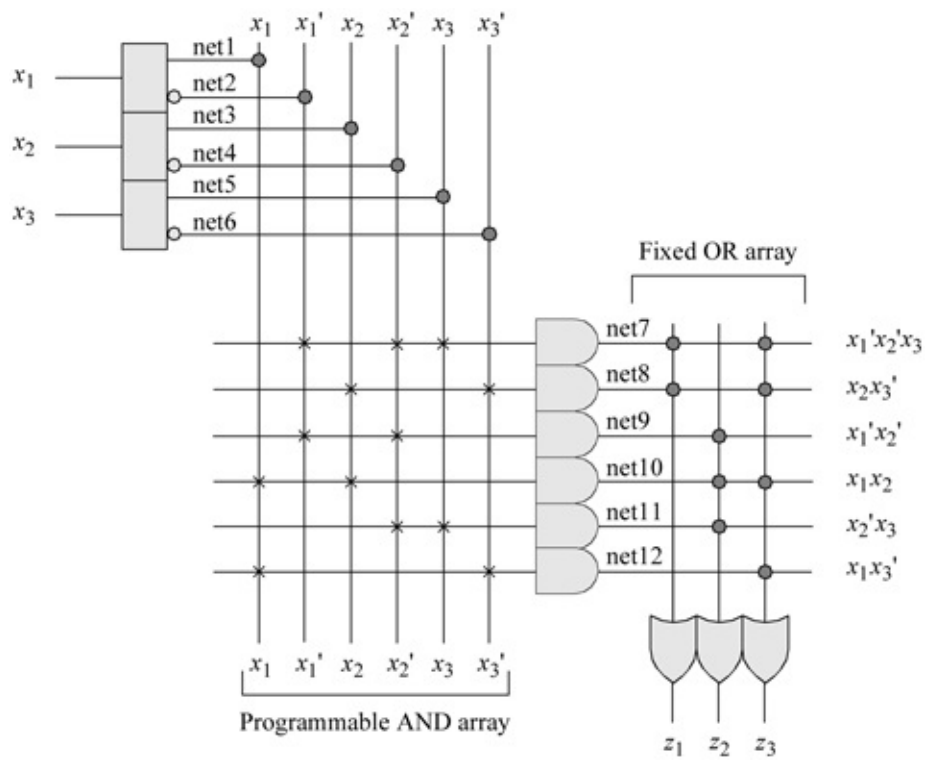 x₁ x₁' x₂ x₂' x₃ x₃'
net1
x₁
net2
net3
x₂
net4
net5
x₃
net6
Fixed OR array
net7 x₁'x₂'x₃
net8 x₂x₃'
net9 x₁'x₂'
net10 x₁x₂
net11 x₂'x₃
net12 x₁x₃'
x₁ x₁' x₂ x₂' x₃ x₃'
Programmable AND array
z₁ z₂ z₃